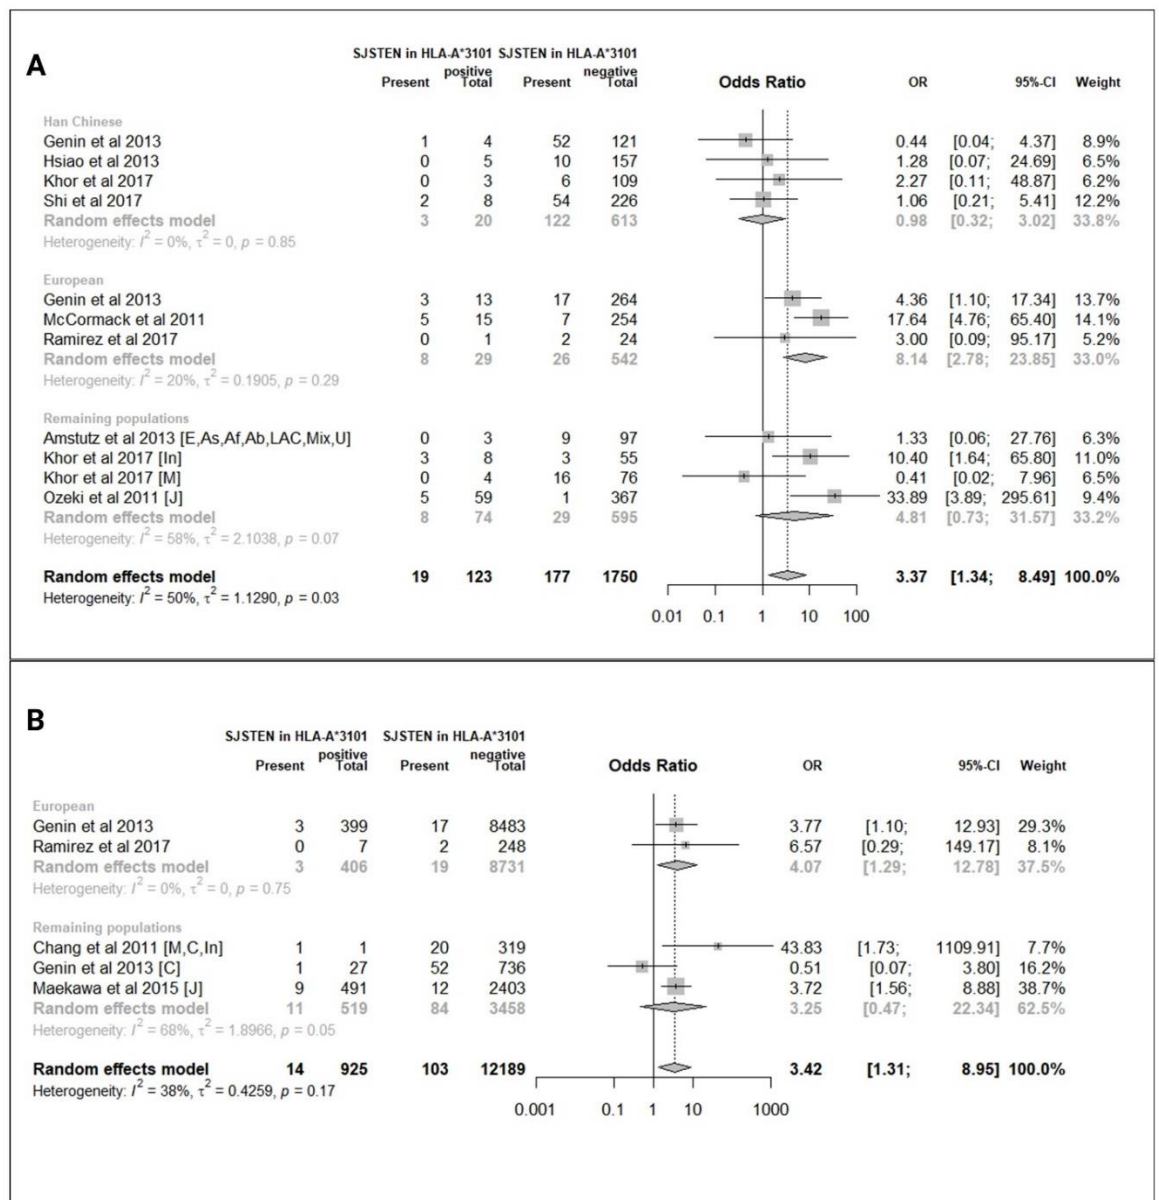 A
SJSTEN in HLA-A*3101 SJSTEN in HLA-A*3101
positive negative
Present Total Present Total Odds Ratio OR 95%-CI Weight
Han Chinese
Genin et al 2013 1 4 52 121 0.44 [0.04; 4.37] 8.9%
Hsiao et al 2013 0 5 10 157 1.28 [0.07; 24.69] 6.5%
Khor et al 2017 0 3 6 109 2.27 [0.11; 48.87] 6.2%
Shi et al 2017 2 8 54 226 1.06 [0.21; 5.41] 12.2%
Random effects model 3 20 122 613 0.98 [0.32; 3.02] 33.8%
Heterogeneity: I² = 0%, τ² = 0, p = 0.85
European
Genin et al 2013 3 13 17 264 4.36 [1.10; 17.34] 13.7%
McCormack et al 2011 5 15 7 254 17.64 [4.76; 65.40] 14.1%
Ramirez et al 2017 0 1 2 24 3.00 [0.09; 95.17] 5.2%
Random effects model 8 29 26 542 8.14 [2.78; 23.85] 33.0%
Heterogeneity: I² = 20%, τ² = 0.1905, p = 0.29
Remaining populations
Amstutz et al 2013 [E,As,Af,Ab,LAC,Mix,U] 0 3 9 97 1.33 [0.06; 27.76] 6.3%
Khor et al 2017 [In] 3 8 3 55 10.40 [1.64; 65.80] 11.0%
Khor et al 2017 [M] 0 4 16 76 0.41 [0.02; 7.96] 6.5%
Ozeki et al 2011 [J] 5 59 1 367 33.89 [3.89; 295.61] 9.4%
Random effects model 8 74 29 595 4.81 [0.73; 31.57] 33.2%
Heterogeneity: I² = 58%, τ² = 2.1038, p = 0.07
Random effects model 19 123 177 1750 3.37 [1.34; 8.49] 100.0%
Heterogeneity: I² = 50%, τ² = 1.1290, p = 0.03
0.01 0.1 1 10 100
B
SJSTEN in HLA-A*3101 SJSTEN in HLA-A*3101
positive negative
Present Total Present Total Odds Ratio OR 95%-CI Weight
European
Genin et al 2013 3 399 17 8483 3.77 [1.10; 12.93] 29.3%
Ramirez et al 2017 0 7 2 248 6.57 [0.29; 149.17] 8.1%
Random effects model 3 406 19 8731 4.07 [1.29; 12.78] 37.5%
Heterogeneity: I² = 0%, τ² = 0, p = 0.75
Remaining populations
Chang et al 2011 [M,C,In] 1 1 20 319 43.83 [1.73; 1109.91] 7.7%
Genin et al 2013 [C] 1 27 52 736 0.51 [0.07; 3.80] 16.2%
Maekawa et al 2015 [J] 9 491 12 2403 3.72 [1.56; 8.88] 38.7%
Random effects model 11 519 84 3458 3.25 [0.47; 22.34] 62.5%
Heterogeneity: I² = 68%, τ² = 1.8966, p = 0.05
Random effects model 14 925 103 12189 3.42 [1.31; 8.95] 100.0%
Heterogeneity: I² = 38%, τ² = 0.4259, p = 0.17
0.001 0.1 1 10 1000